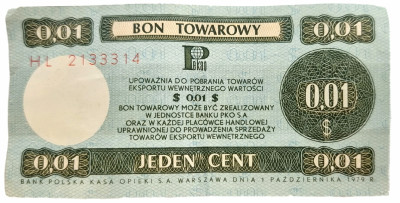 0,01 BON TOWAROWY 0,01
HL 2133314
Pekao
UPOWAŻNIA DO POBRANIA TOWARÓW
EKSPORTU WEWNĘTRZNEGO WARTOŚCI
$ 0,01 $
BON TOWAROWY MOŻE BYĆ ZREALIZOWANY
W JEDNOSTCE BANKU PKO S.A.
ORAZ W KAŻDEJ PLACÓWCE HANDLOWEJ
UPRAWNIONEJ DO PROWADZENIA SPRZEDAŻY
TOWARÓW EKSPORTU WEWNĘTRZNEGO
0,01
$
0,01 JEDEN CENT 0,01
BANK POLSKA KASA OPIEKI S.A. WARSZAWA DNIA 1 PAŹDZIERNIKA 1979 R.